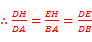 ∴ DH/DA = EH/BA = DE/DB